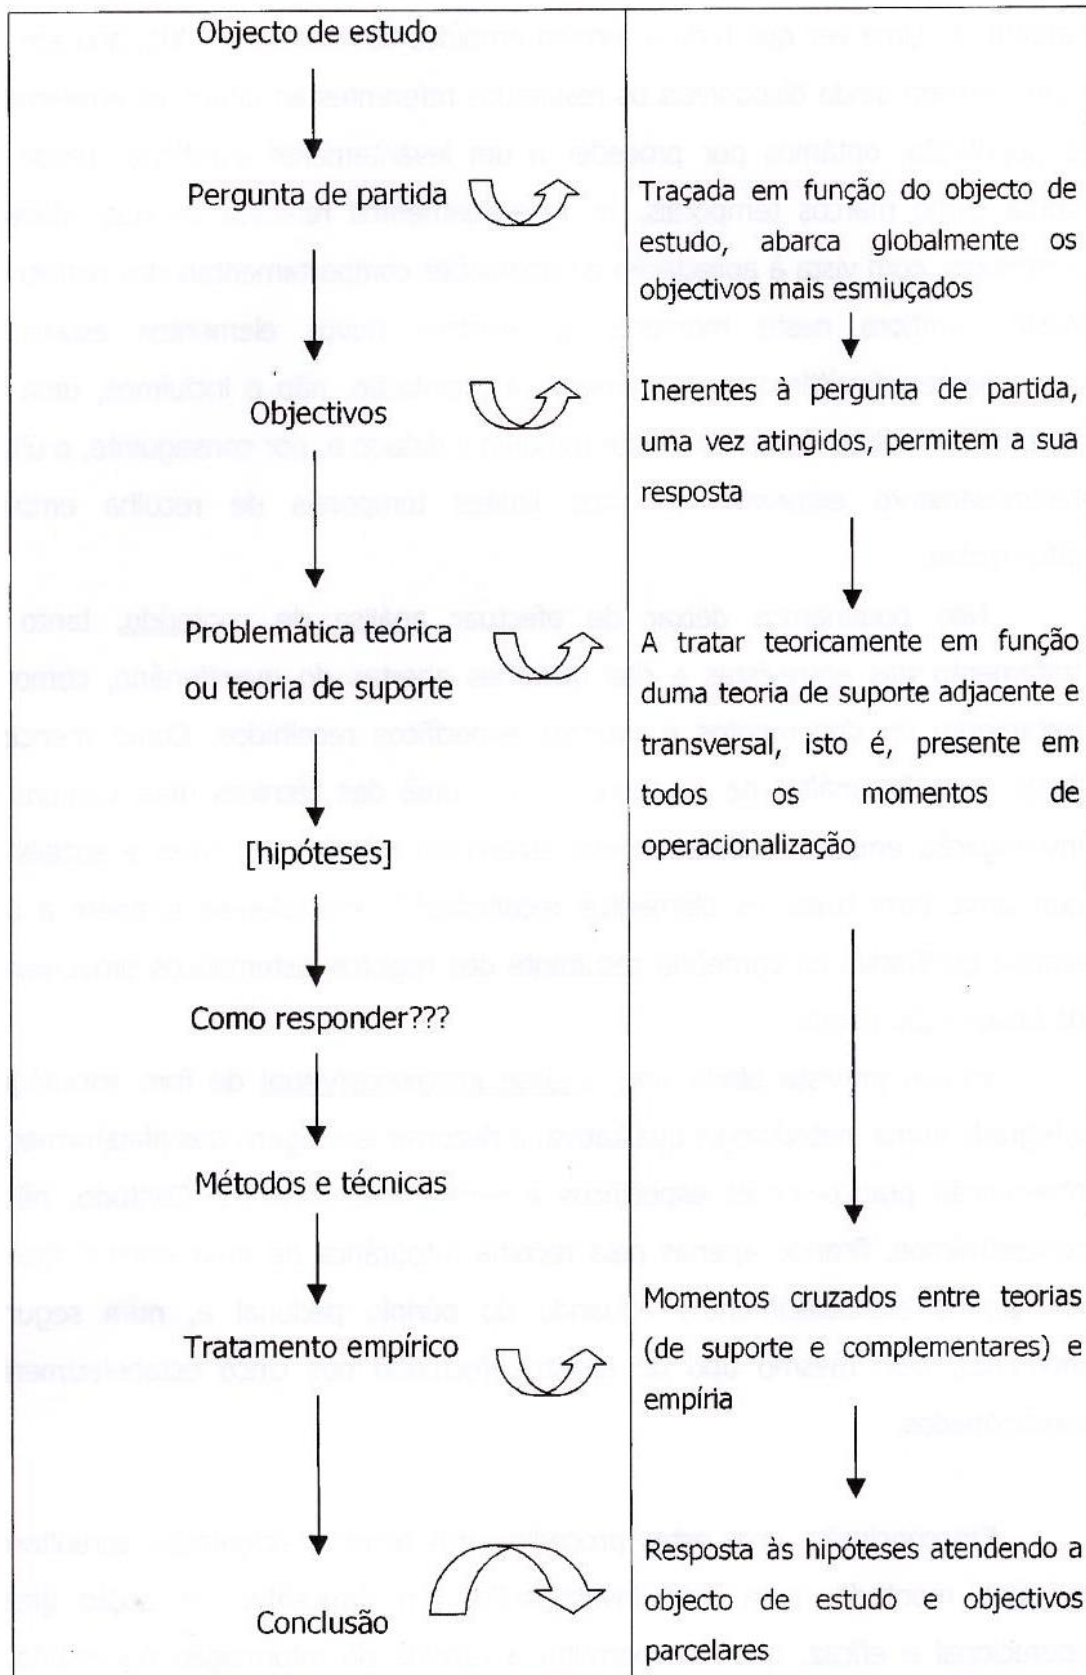 Objecto de estudo
Pergunta de partida
Traçada em função do objecto de
estudo, abarca globalmente os
objectivos mais esmiuçados
Objectivos
Inerentes à pergunta de partida,
uma vez atingidos, permitem a sua
resposta
Problemática teórica
ou teoria de suporte
A tratar teoricamente em função
duma teoria de suporte adjacente e
transversal, isto é, presente em
todos os momentos de
operacionalização
[hipóteses]
Como responder???
Métodos e técnicas
Tratamento empírico
Momentos cruzados entre teorias
(de suporte e complementares) e
empíria
Conclusão
Resposta às hipóteses atendendo a
objecto de estudo e objectivos
parcelares